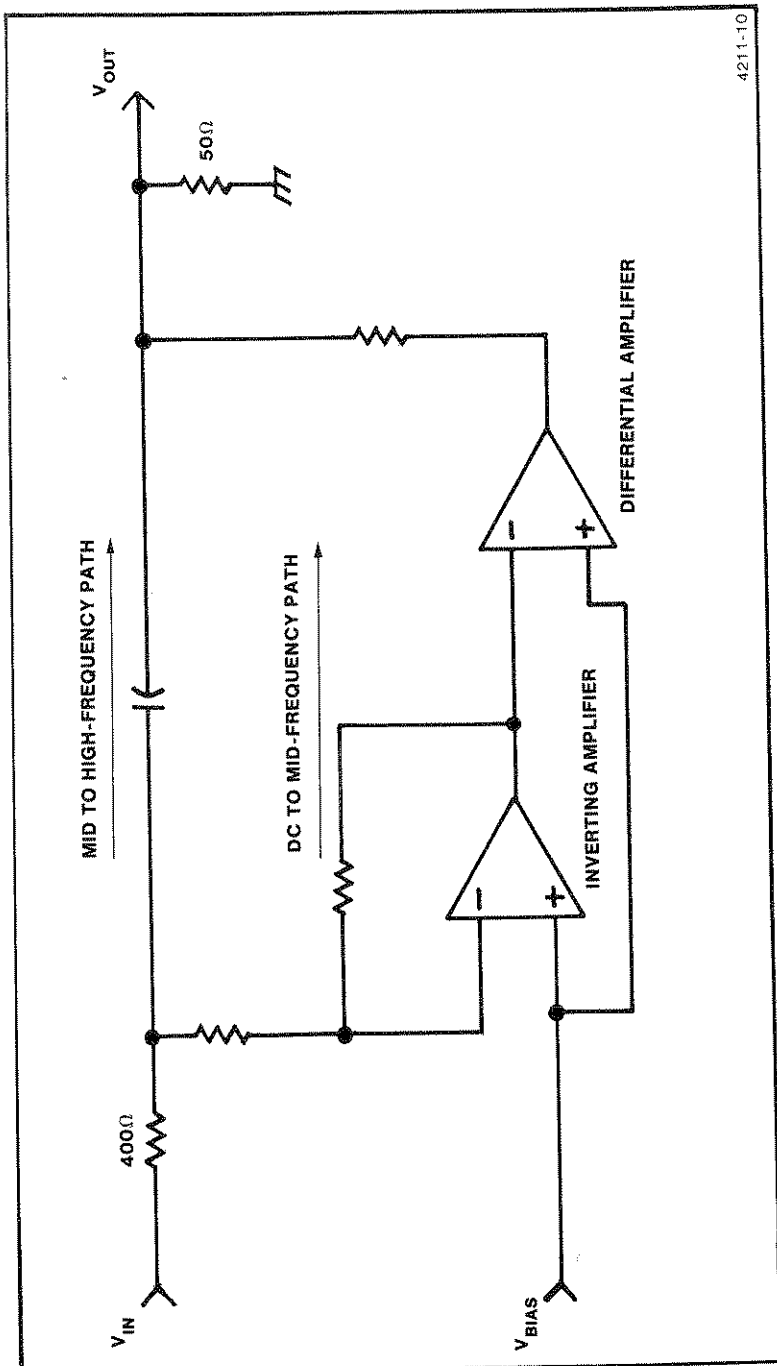 V_IN
400Ω
MID TO HIGH-FREQUENCY PATH
V_OUT
50Ω
DC TO MID-FREQUENCY PATH
−
+
INVERTING AMPLIFIER
−
+
DIFFERENTIAL AMPLIFIER
V_BIAS
4211-10